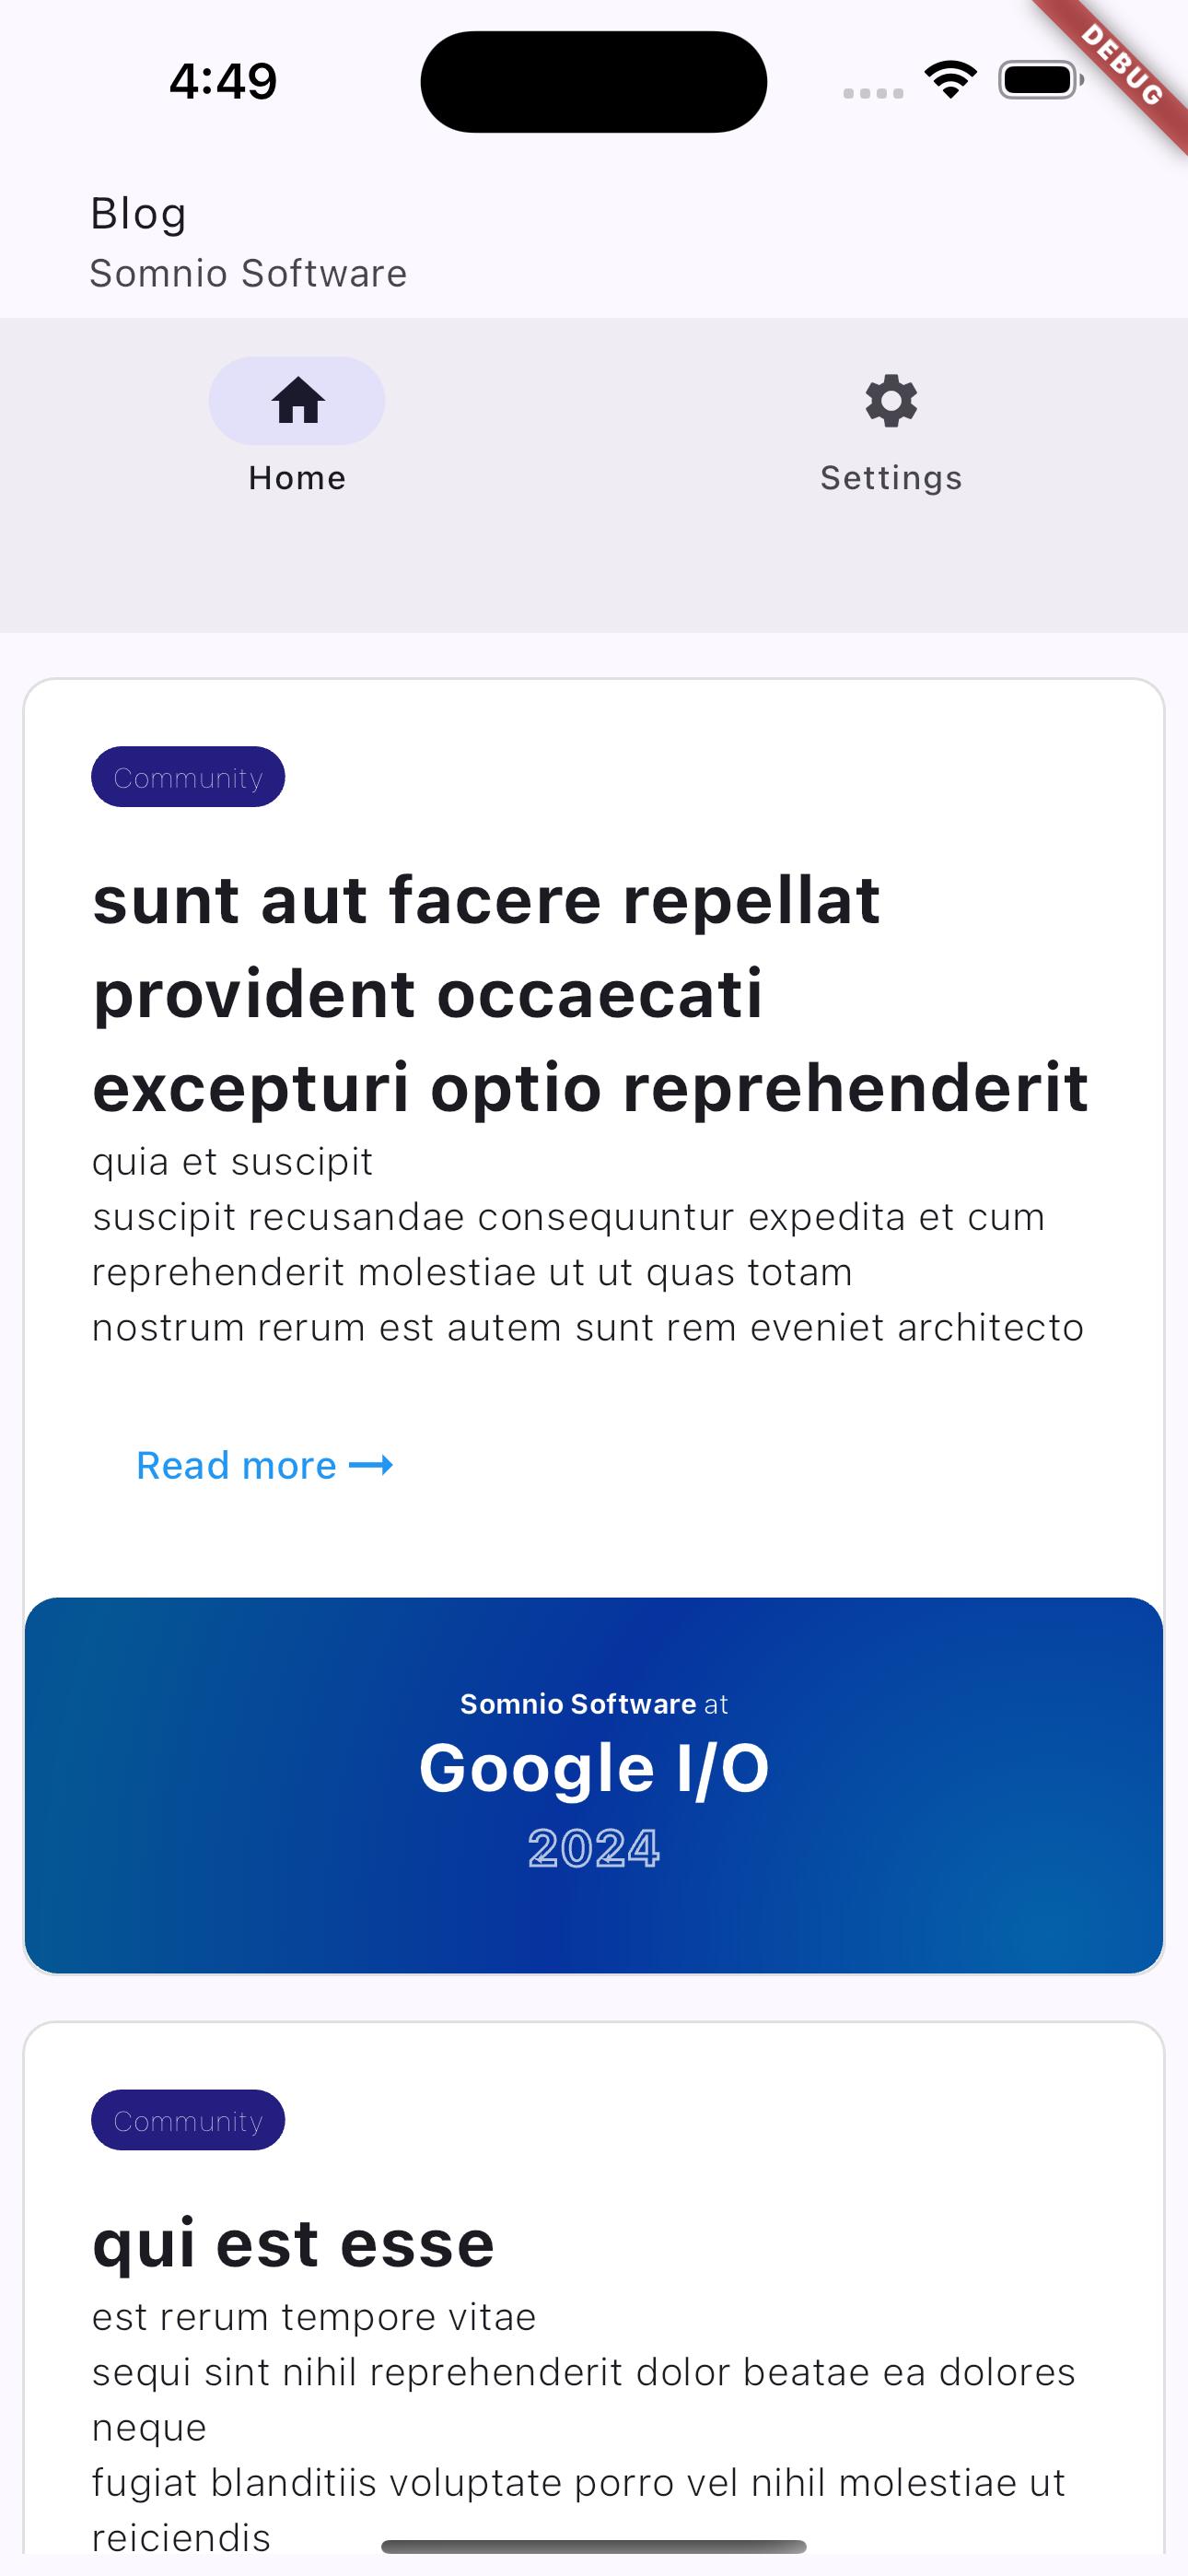 4:49
DEBUG
Blog
Somnio Software
Home
Settings
Community
sunt aut facere repellat
provident occaecati
excepturi optio reprehenderit
quia et suscipit
suscipit recusandae consequuntur expedita et cum
reprehenderit molestiae ut ut quas totam
nostrum rerum est autem sunt rem eveniet architecto
Read more →
Somnio Software at
Google I/O
2024
Community
qui est esse
est rerum tempore vitae
sequi sint nihil reprehenderit dolor beatae ea dolores
neque
fugiat blanditiis voluptate porro vel nihil molestiae ut
reiciendis